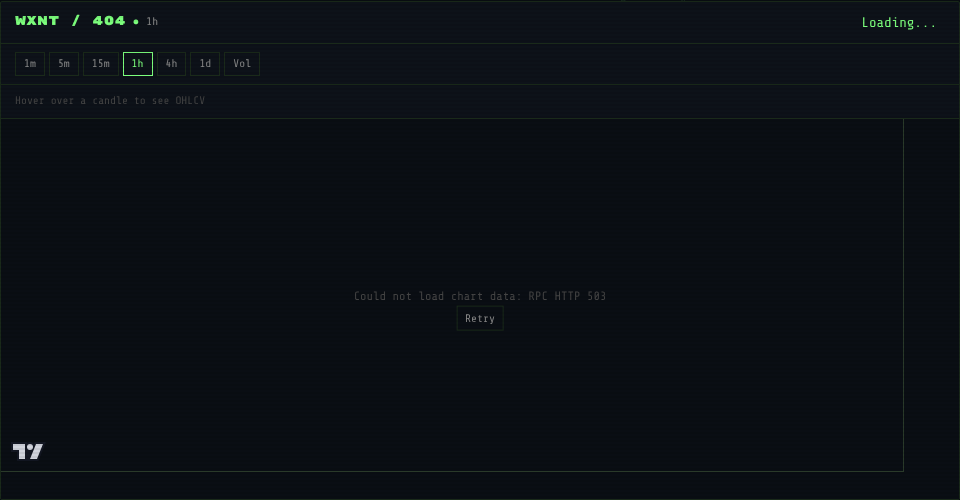 WXNT / 404 ● 1h
Loading...
1m 5m 15m 1h 4h 1d Vol
Hover over a candle to see OHLCV
Could not load chart data: RPC HTTP 503
Retry